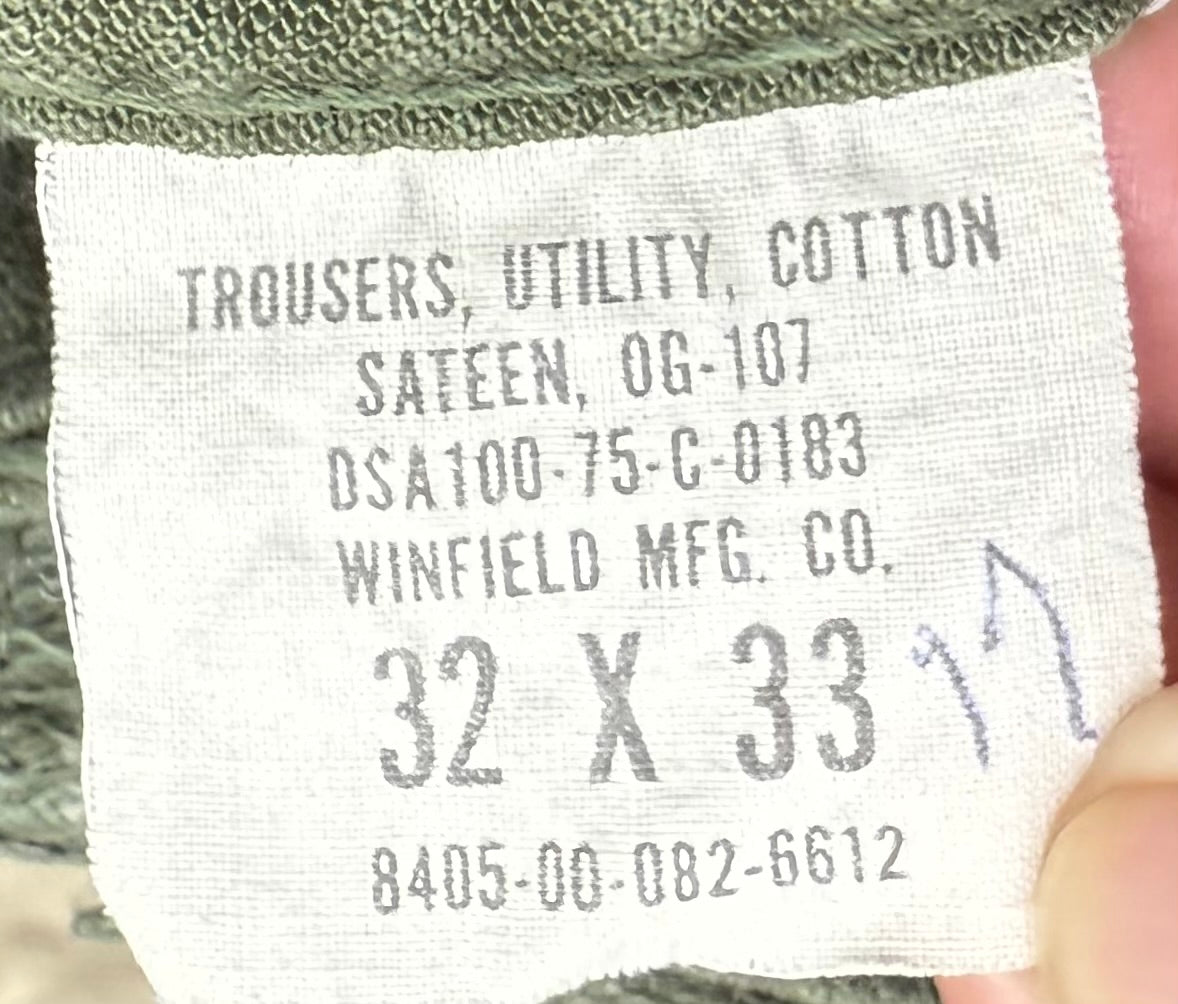 TROUSERS, UTILITY, COTTON
SATEEN, OG-107
DSA100-75-C-0183
WINFIELD MFG. CO.
32 X 33
8405-00-082-6612